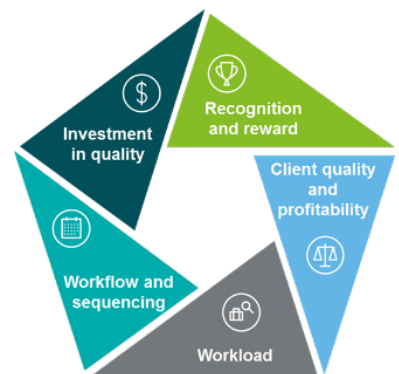 $
Investment
in quality
Recognition
and reward
Client quality
and
profitability
Workflow and
sequencing
Workload